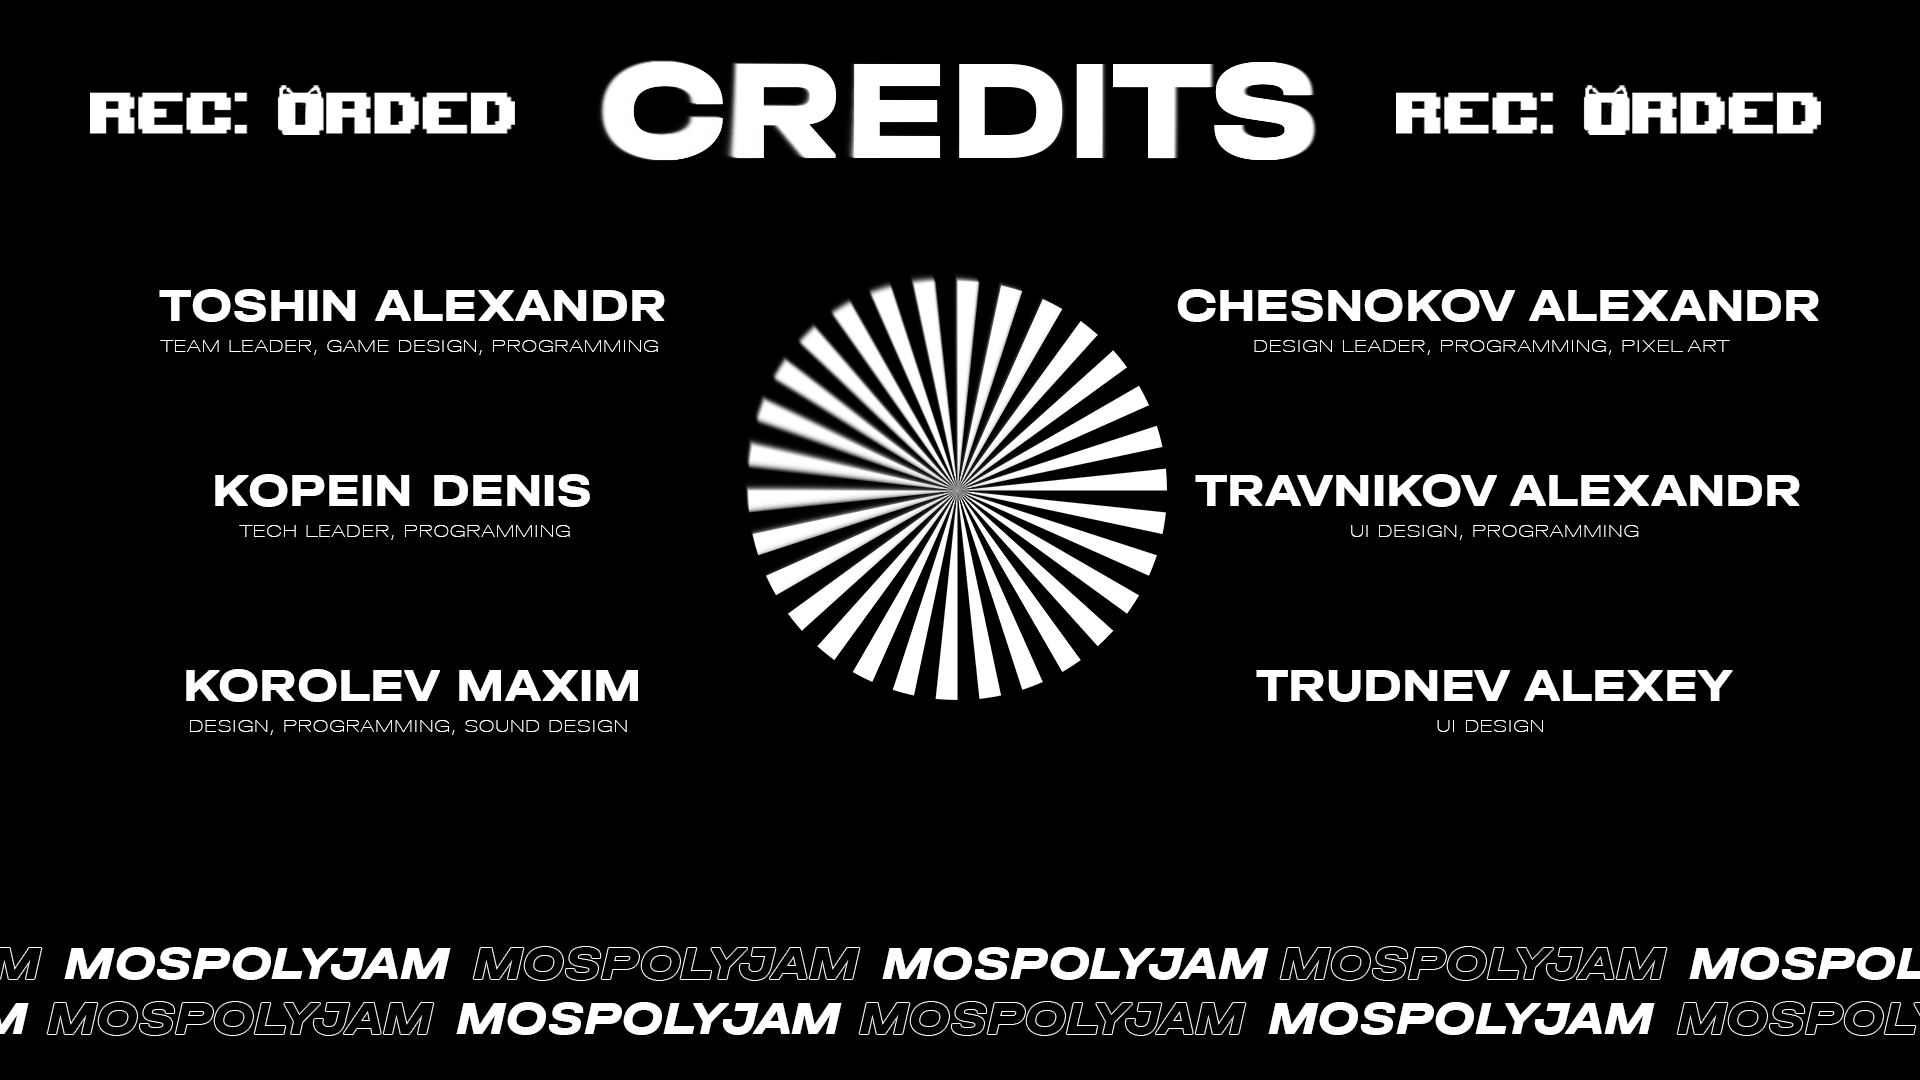 REC: ORDED
CREDITS
REC: ORDED
TOSHIN ALEXANDR
TEAM LEADER, GAME DESIGN, PROGRAMMING
CHESNOKOV ALEXANDR
DESIGN LEADER, PROGRAMMING, PIXEL ART
KOPEIN DENIS
TECH LEADER, PROGRAMMING
TRAVNIKOV ALEXANDR
UI DESIGN, PROGRAMMING
KOROLEV MAXIM
DESIGN, PROGRAMMING, SOUND DESIGN
TRUDNEV ALEXEY
UI DESIGN
M MOSPOLYJAM MOSPOLYJAM MOSPOLYJAM MOSPOLYJAM MOSPOL
M MOSPOLYJAM MOSPOLYJAM MOSPOLYJAM MOSPOLYJAM MOSPOLY